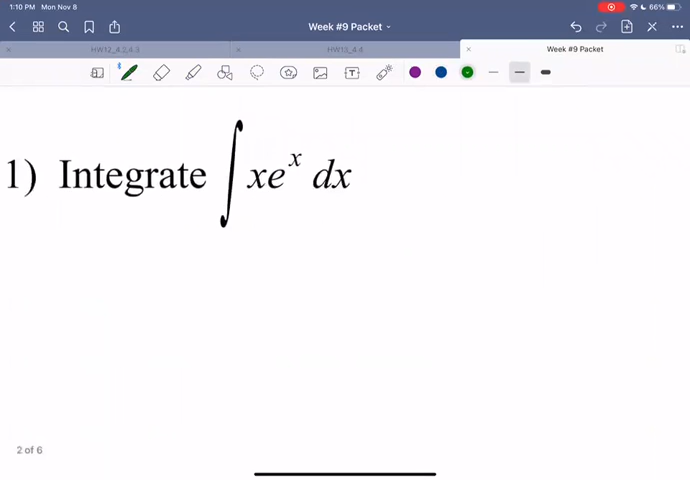 1:10 PM Mon Nov 8
66%
Week #9 Packet
HW12_4.2,4.3
HW13_4.4
Week #9 Packet
T
1) Integrate ∫ xeˣ dx
2 of 6